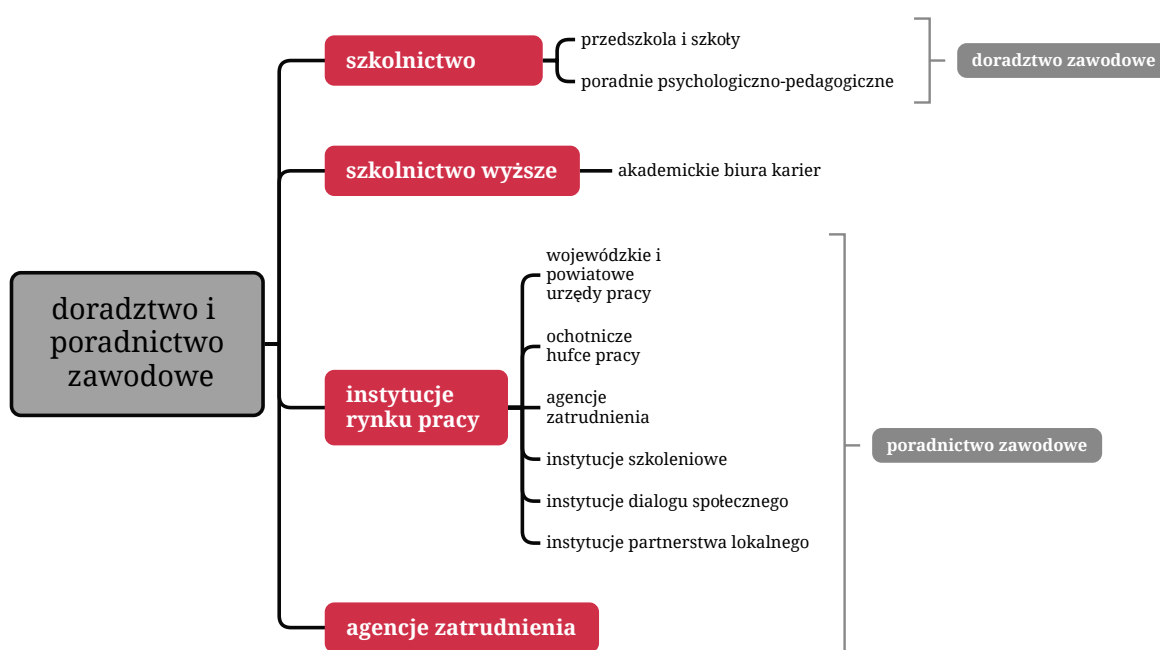 doradztwo i
poradnictwo
zawodowe
szkolnictwo
przedszkola i szkoły
poradnie psychologiczno-pedagogiczne
doradztwo zawodowe
szkolnictwo wyższe
akademickie biura karier
instytucje
rynku pracy
wojewódzkie i
powiatowe
urzędy pracy
ochotnicze
hufce pracy
agencje
zatrudnienia
instytucje szkoleniowe
instytucje dialogu społecznego
instytucje partnerstwa lokalnego
poradnictwo zawodowe
agencje zatrudnienia